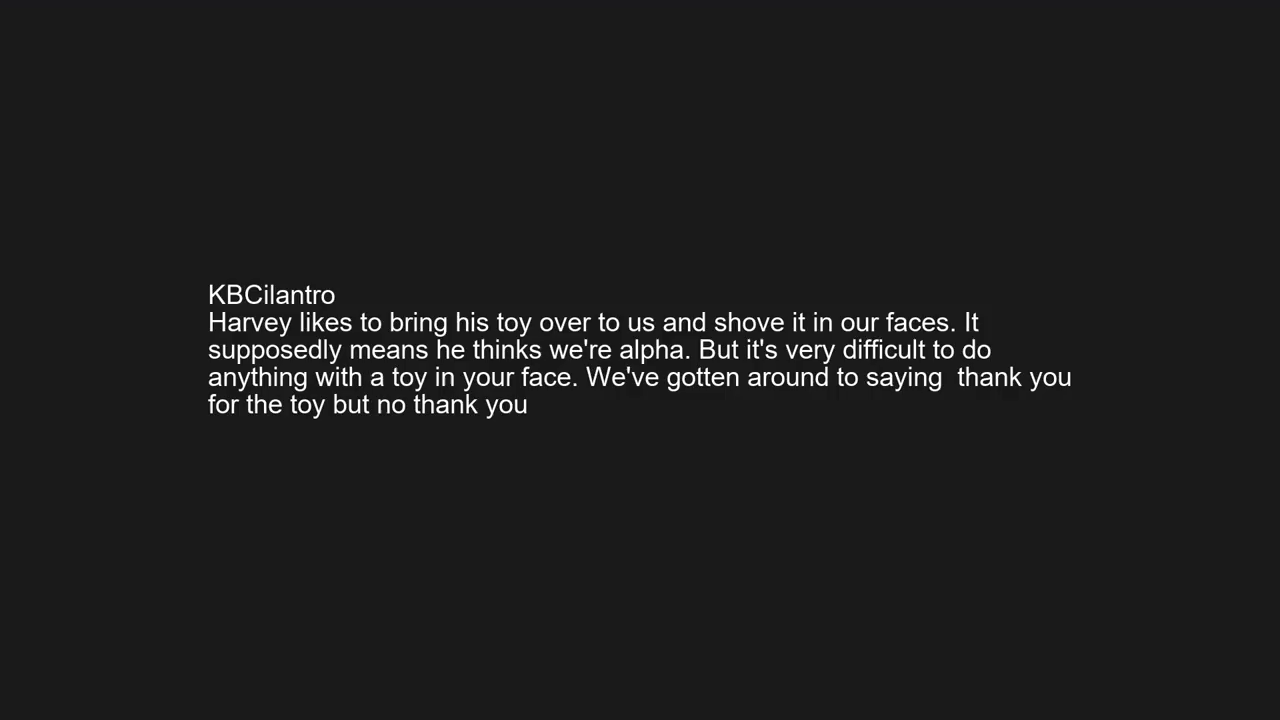 KBCilantro
Harvey likes to bring his toy over to us and shove it in our faces. It
supposedly means he thinks we're alpha. But it's very difficult to do
anything with a toy in your face. We've gotten around to saying  thank you
for the toy but no thank you